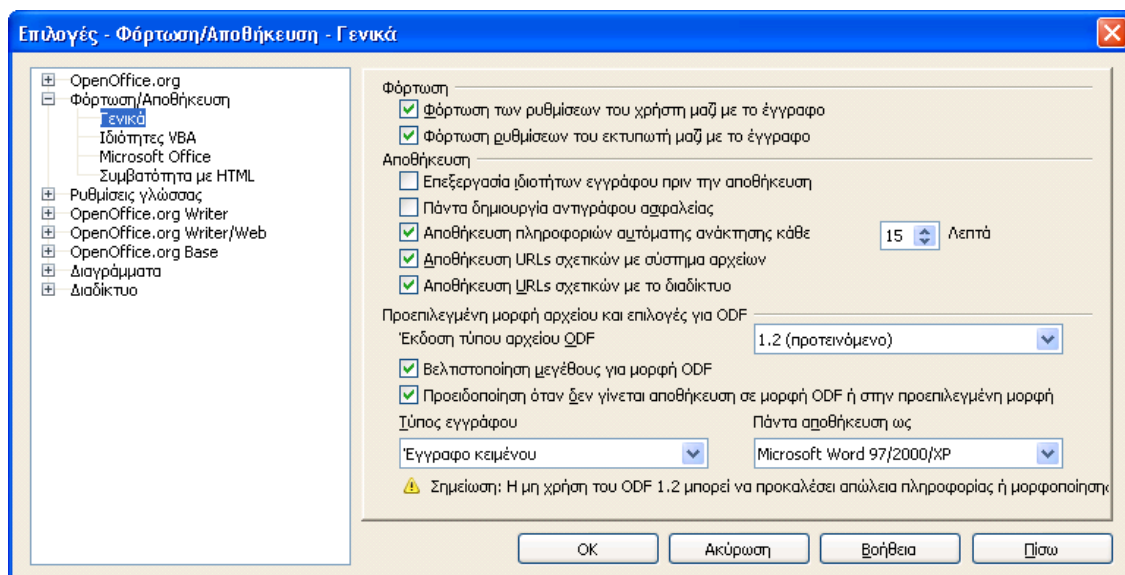 Επιλογές - Φόρτωση/Αποθήκευση - Γενικά
OpenOffice.org
Φόρτωση/Αποθήκευση
Γενικά
Ιδιότητες VBA
Microsoft Office
Συμβατότητα με HTML
Ρυθμίσεις γλώσσας
OpenOffice.org Writer
OpenOffice.org Writer/Web
OpenOffice.org Base
Διαγράμματα
Διαδίκτυο
Φόρτωση
Φόρτωση των ρυθμίσεων του χρήστη μαζί με το έγγραφο
Φόρτωση ρυθμίσεων του εκτυπωτή μαζί με το έγγραφο
Αποθήκευση
Επεξεργασία ιδιοτήτων εγγράφου πριν την αποθήκευση
Πάντα δημιουργία αντιγράφου ασφαλείας
Αποθήκευση πληροφοριών αυτόματης ανάκτησης κάθε 15 Λεπτά
Αποθήκευση URLs σχετικών με σύστημα αρχείων
Αποθήκευση URLs σχετικών με το διαδίκτυο
Προεπιλεγμένη μορφή αρχείου και επιλογές για ODF
Έκδοση τύπου αρχείου ODF 1.2 (προτεινόμενο)
Βελτιστοποίηση μεγέθους για μορφή ODF
Προειδοποίηση όταν δεν γίνεται αποθήκευση σε μορφή ODF ή στην προεπιλεγμένη μορφή
Τύπος εγγράφου Πάντα αποθήκευση ως
Έγγραφο κειμένου Microsoft Word 97/2000/XP
Σημείωση: Η μη χρήση του ODF 1.2 μπορεί να προκαλέσει απώλεια πληροφορίας ή μορφοποίηση
OK Ακύρωση Βοήθεια Πίσω